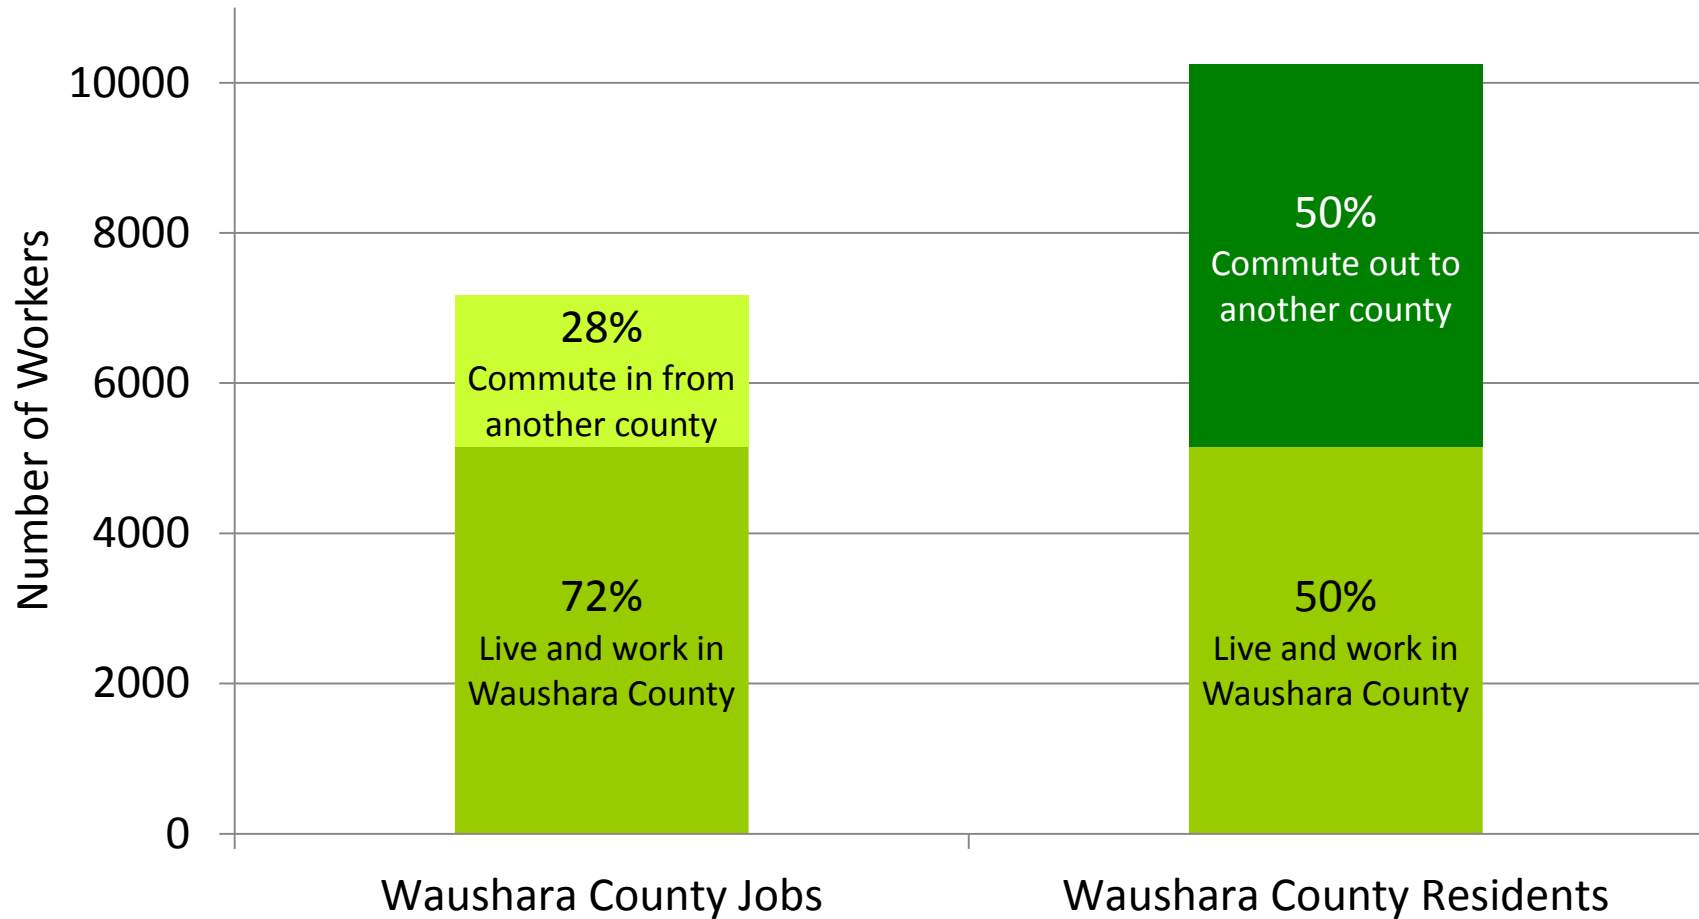 Number of Workers
10000
8000
6000
4000
2000
0
28%
Commute in from
another county
72%
Live and work in
Waushara County
50%
Commute out to
another county
50%
Live and work in
Waushara County
Waushara County Jobs
Waushara County Residents